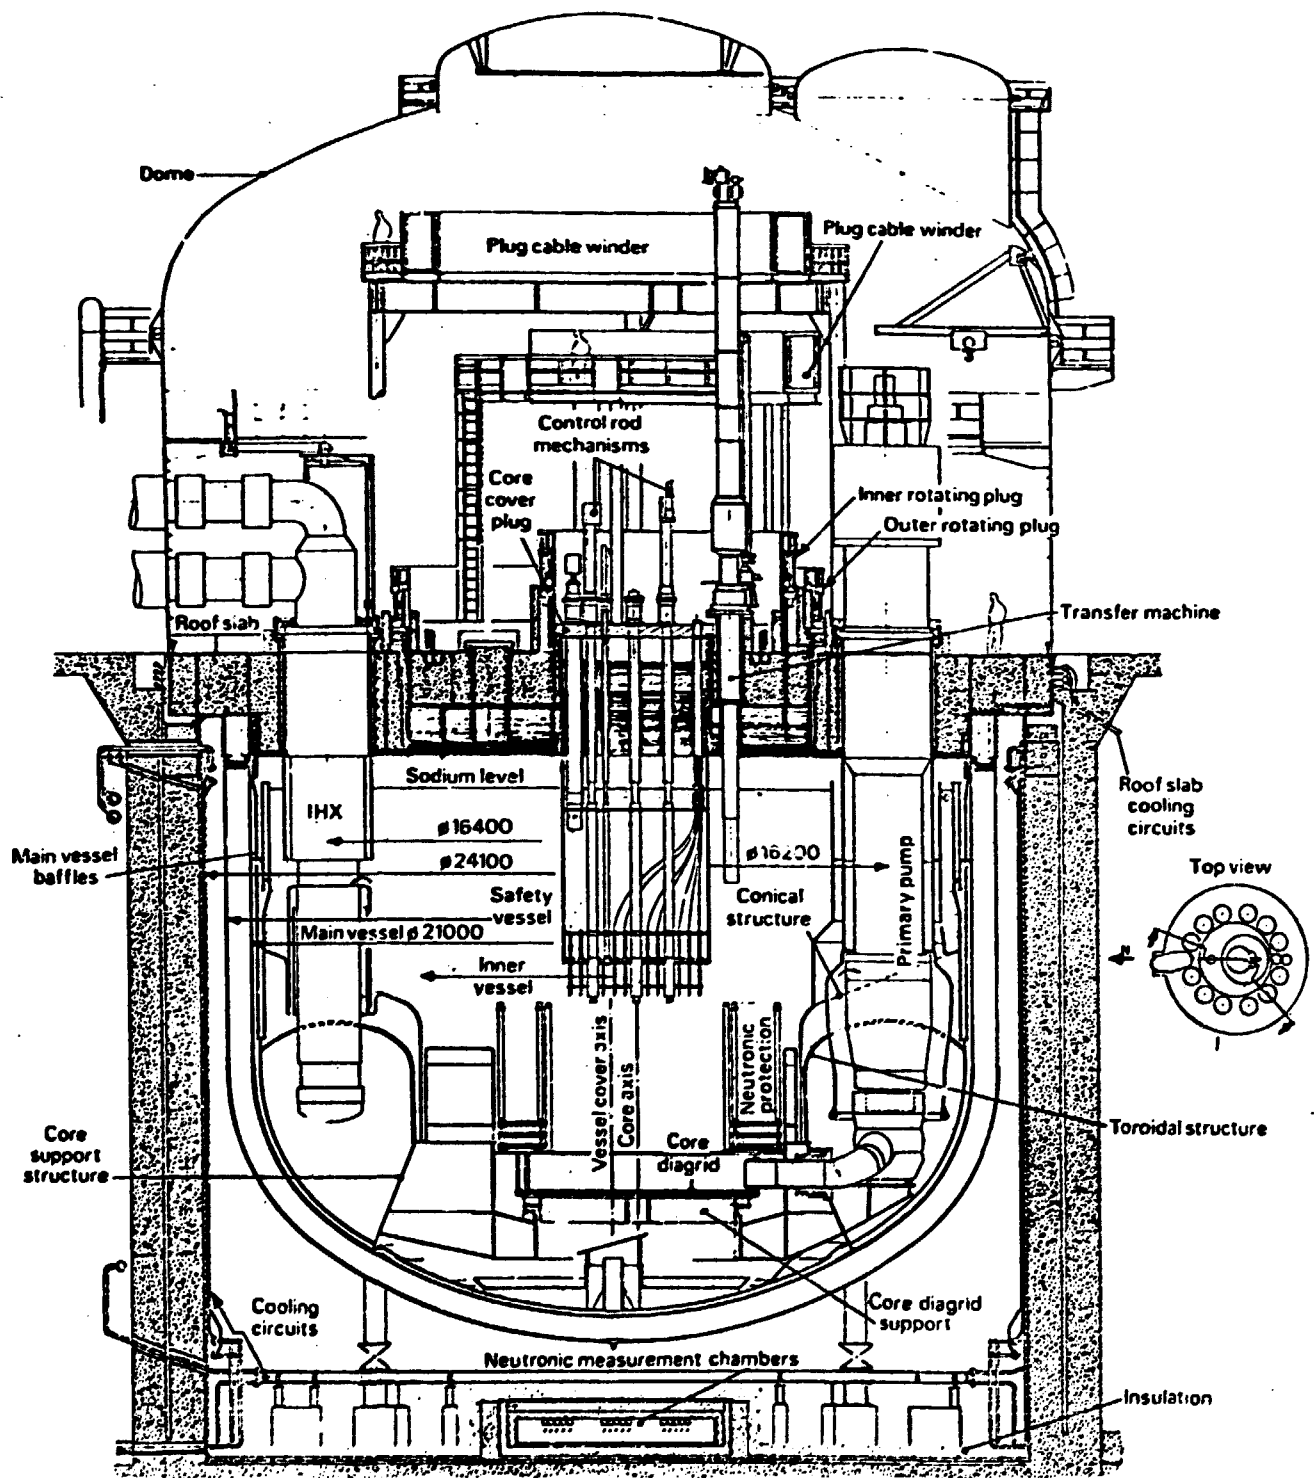 Dome
Plug cable winder
Plug cable winder
Control rod
mechanisms
Core
cover
plug
Inner rotating plug
Outer rotating plug
Roof slab
Transfer machine
Sodium level
IHX
ø16400
ø24100
ø16200
Roof slab
cooling
circuits
Main vessel
baffles
Safety
vessel
Main vessel ø 21000
Inner
vessel
Conical
structure
Primary pump
Top view
N
Vessel cover axis
Core axis
Neutronic
protection
Core
diagrid
Toroidal structure
Core
support
structure
Cooling
circuits
Core diagrid
support
Neutronic measurement chambers
Insulation